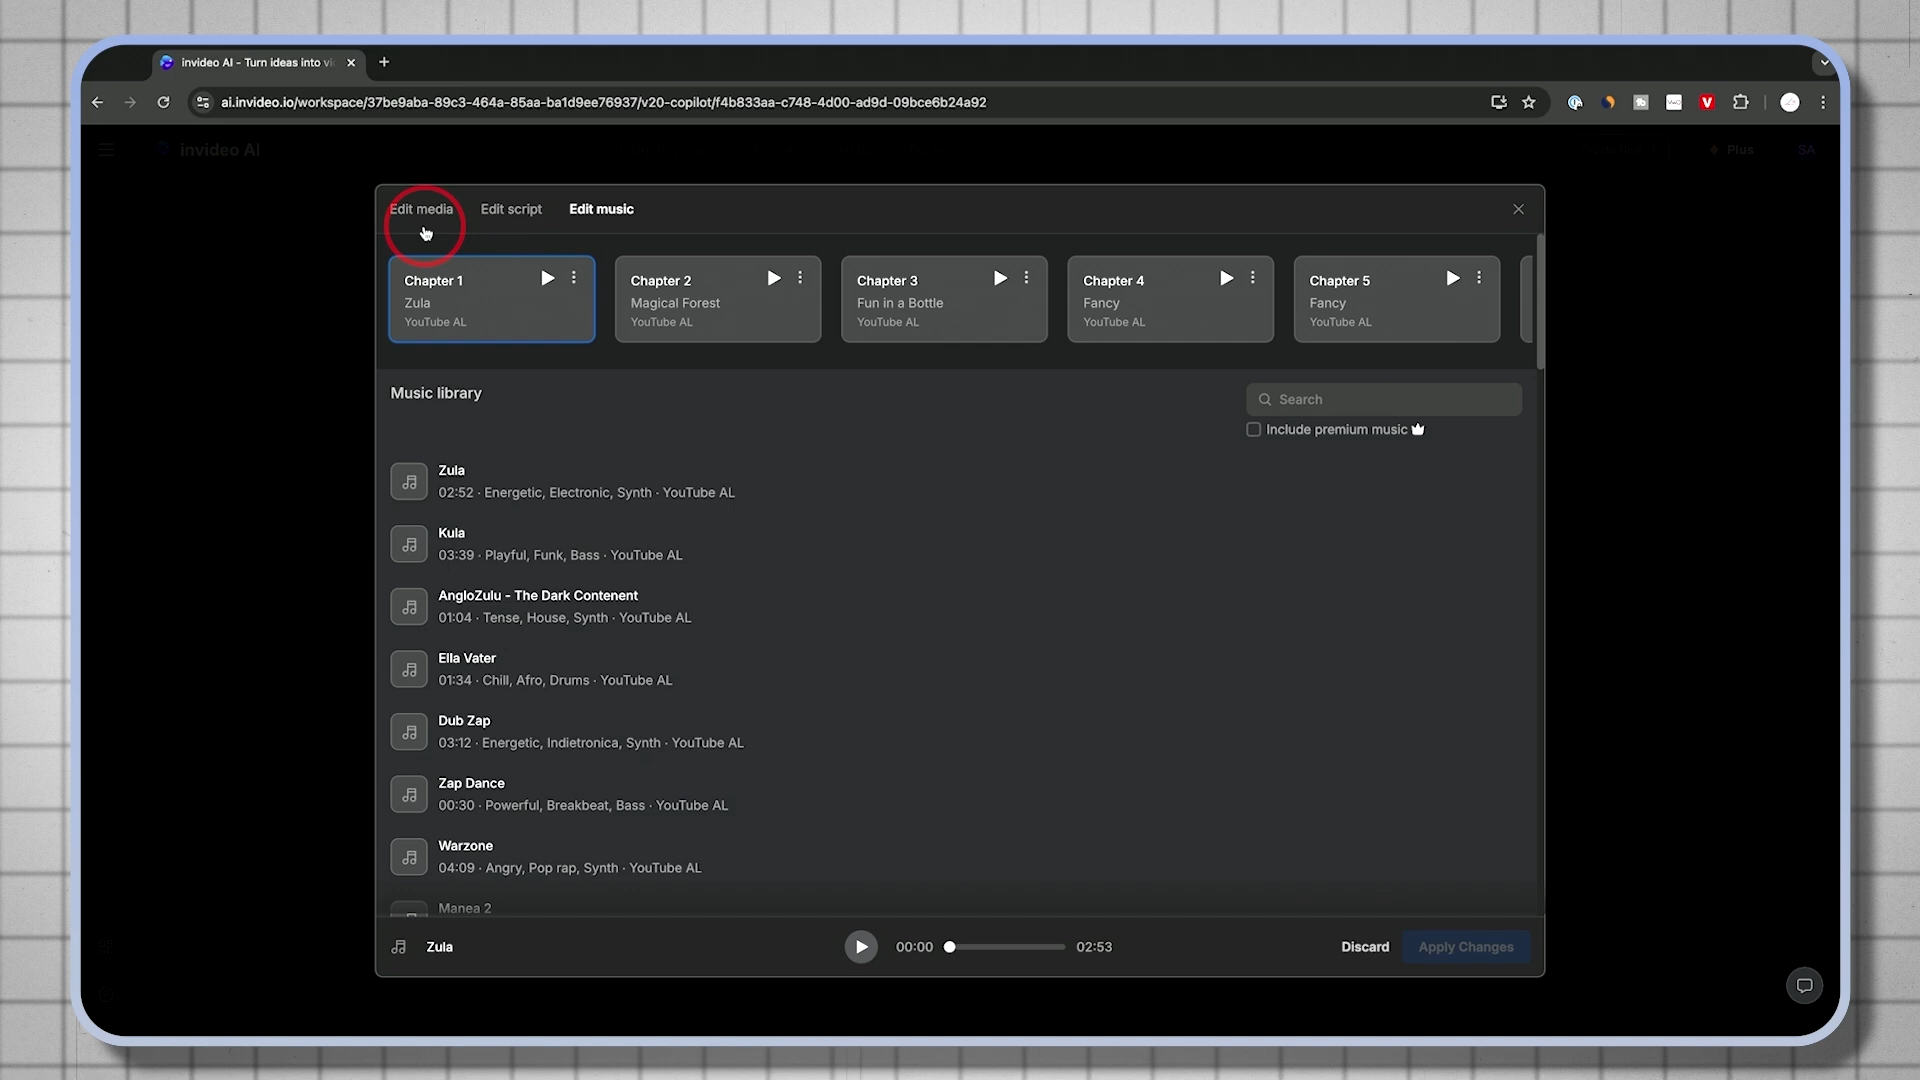 invideo AI - Turn ideas into vi
ai.invideo.io/workspace/37be9aba-89c3-464a-85aa-ba1d9ee76937/v20-copilot/f4b833aa-c748-4d00-ad9d-09bce6b24a92
invideo AI
Plus
SA
Edit media
Edit script
Edit music
Chapter 1
Zula
YouTube AL
Chapter 2
Magical Forest
YouTube AL
Chapter 3
Fun in a Bottle
YouTube AL
Chapter 4
Fancy
YouTube AL
Chapter 5
Fancy
YouTube AL
Music library
Search
Include premium music
Zula
02:52 · Energetic, Electronic, Synth · YouTube AL
Kula
03:39 · Playful, Funk, Bass · YouTube AL
AngloZulu - The Dark Contenent
01:04 · Tense, House, Synth · YouTube AL
Ella Vater
01:34 · Chill, Afro, Drums · YouTube AL
Dub Zap
03:12 · Energetic, Indietronica, Synth · YouTube AL
Zap Dance
00:30 · Powerful, Breakbeat, Bass · YouTube AL
Warzone
04:09 · Angry, Pop rap, Synth · YouTube AL
Manea 2
Zula
00:00
02:53
Discard
Apply Changes